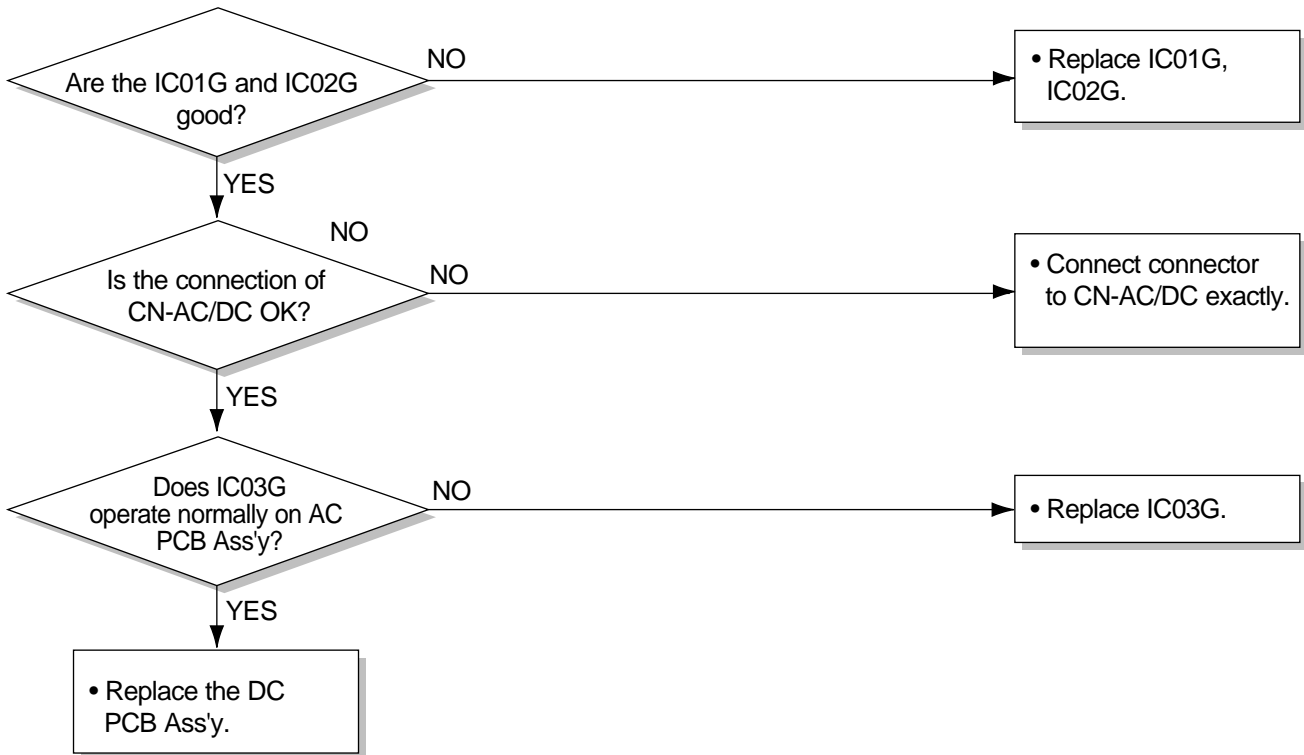 Are the IC01G and IC02G
good?
NO
• Replace IC01G,
IC02G.
YES
NO
Is the connection of
CN-AC/DC OK?
NO
• Connect connector
to CN-AC/DC exactly.
YES
Does IC03G
operate normally on AC
PCB Ass'y?
NO
• Replace IC03G.
YES
• Replace the DC
PCB Ass'y.